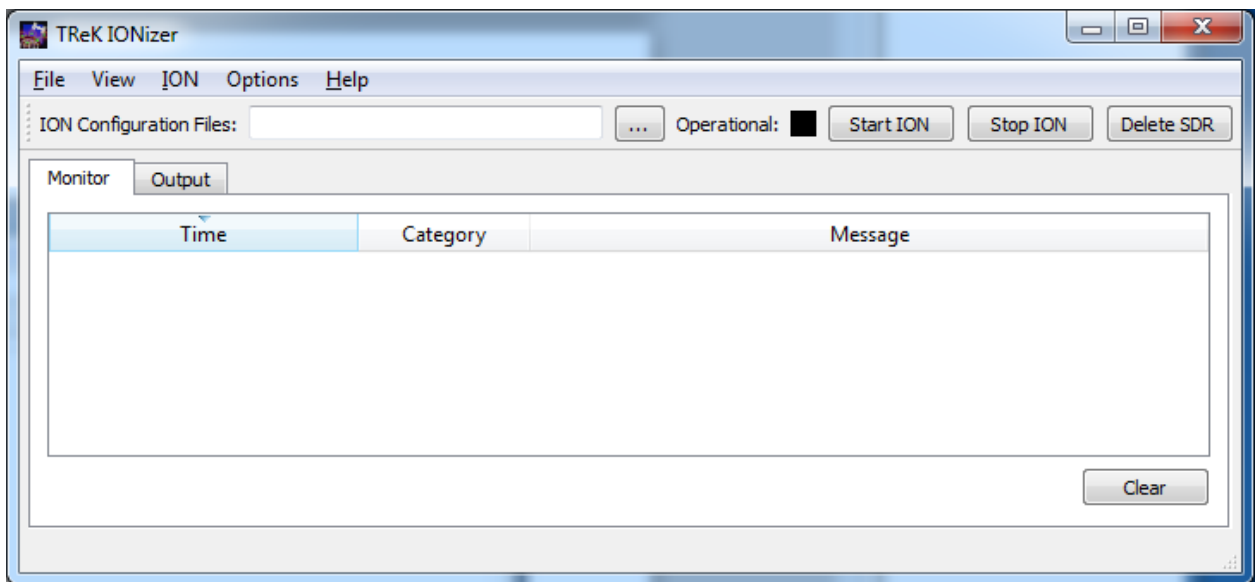 TReK IONizer
File View ION Options Help
ION Configuration Files: ... Operational: Start ION Stop ION Delete SDR
Monitor Output
Time Category Message
Clear